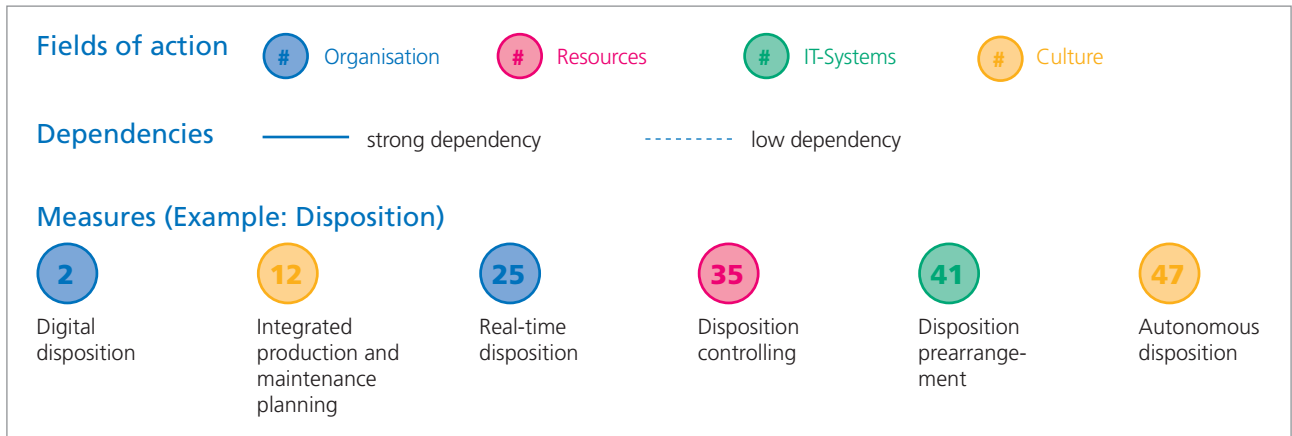 Fields of action # Organisation # Resources # IT-Systems # Culture
Dependencies strong dependency low dependency
Measures (Example: Disposition)
2 12 25 35 41 47
Digital Integrated Real-time Disposition Disposition Autonomous
disposition production and disposition controlling prearrange- disposition
maintenance ment
planning